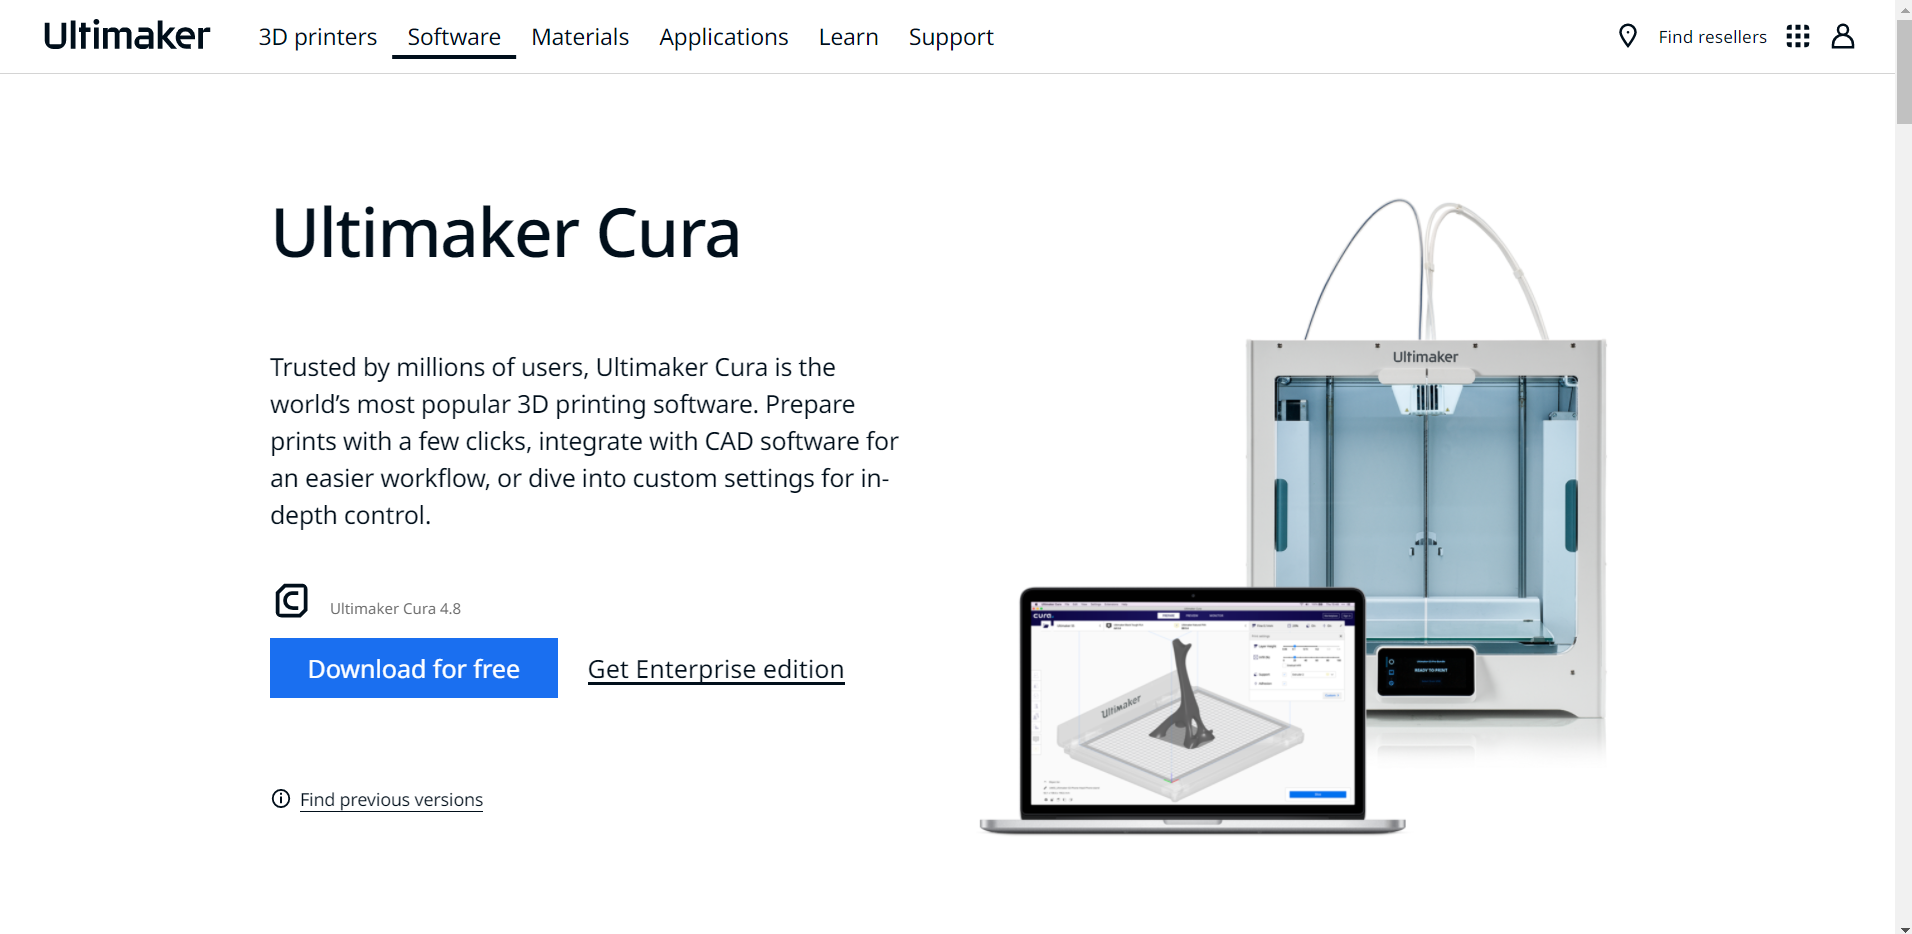 Ultimaker
3D printers
Software
Materials
Applications
Learn
Support
Find resellers
Ultimaker Cura
Trusted by millions of users, Ultimaker Cura is the
world’s most popular 3D printing software. Prepare
prints with a few clicks, integrate with CAD software for
an easier workflow, or dive into custom settings for in-
depth control.
Ultimaker Cura 4.8
Download for free
Get Enterprise edition
Find previous versions
Ultimaker
READY TO PRINT
cura
Ultimaker